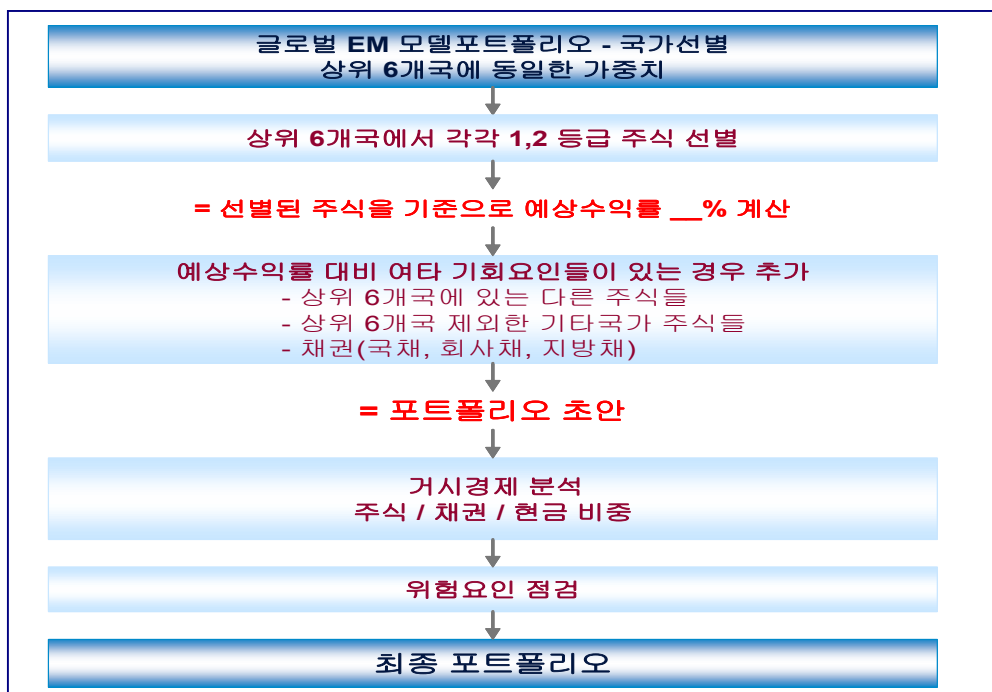 글로벌 EM 모델포트폴리오 - 국가선별
상위 6개국에 동일한 가중치
상위 6개국에서 각각 1,2 등급 주식 선별
= 선별된 주식을 기준으로 예상수익률 __% 계산
예상수익률 대비 여타 기회요인들이 있는 경우 추가
- 상위 6개국에 있는 다른 주식들
- 상위 6개국 제외한 기타국가 주식들
- 채권(국채, 회사채, 지방채)
= 포트폴리오 초안
거시경제 분석
주식 / 채권 / 현금 비중
위험요인 점검
최종 포트폴리오